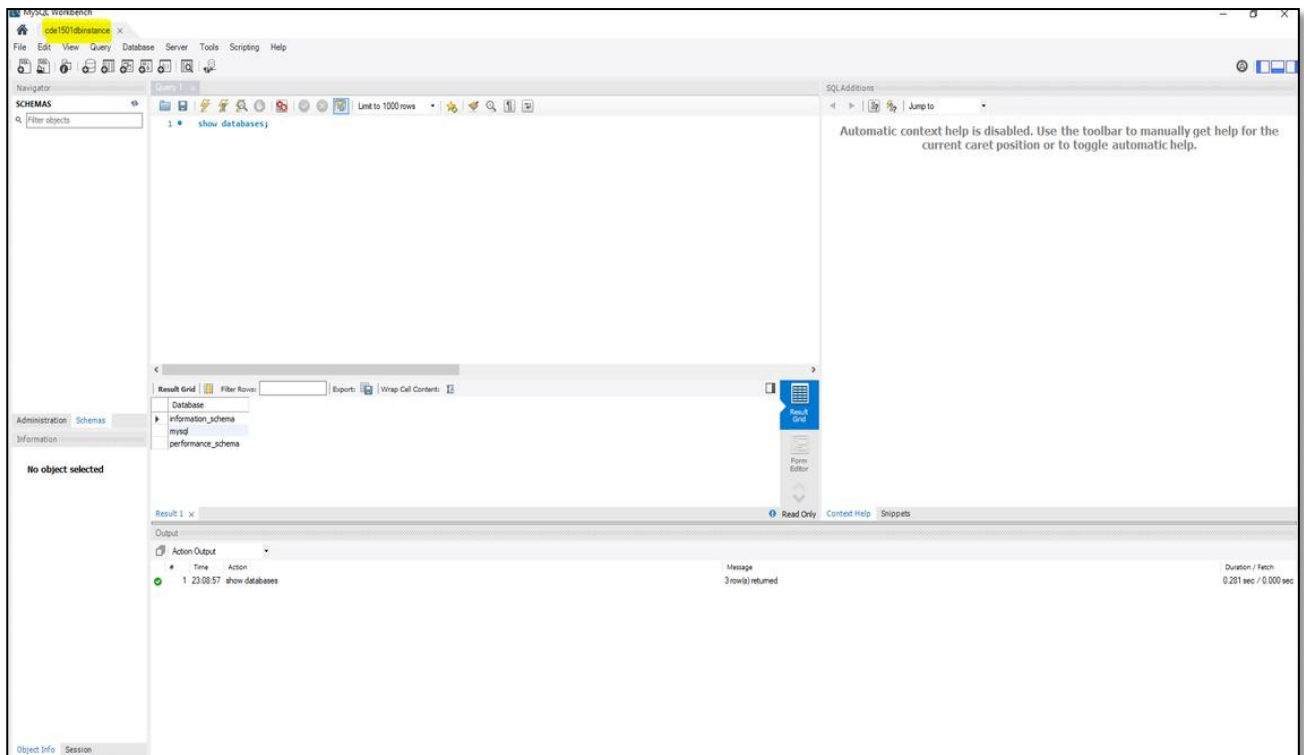 MySQL Workbench
cde1501dbinstance ×
File Edit View Query Database Server Tools Scripting Help
Navigator
SCHEMAS
Filter objects
Administration Schemas
Information
No object selected
Object Info Session
Query 1 ×
Limit to 1000 rows
1 show databases;
Result Grid Filter Rows: Export: Wrap Cell Content:
Database
information_schema
mysql
performance_schema
Result Grid
Form Editor
Result 1 ×
Read Only
SQLAdditions
Jump to
Automatic context help is disabled. Use the toolbar to manually get help for the
current caret position or to toggle automatic help.
Context Help Snippets
Output
Action Output
# Time Action Message Duration / Fetch
1 23:08:57 show databases 3 row(s) returned 0.281 sec / 0.000 sec